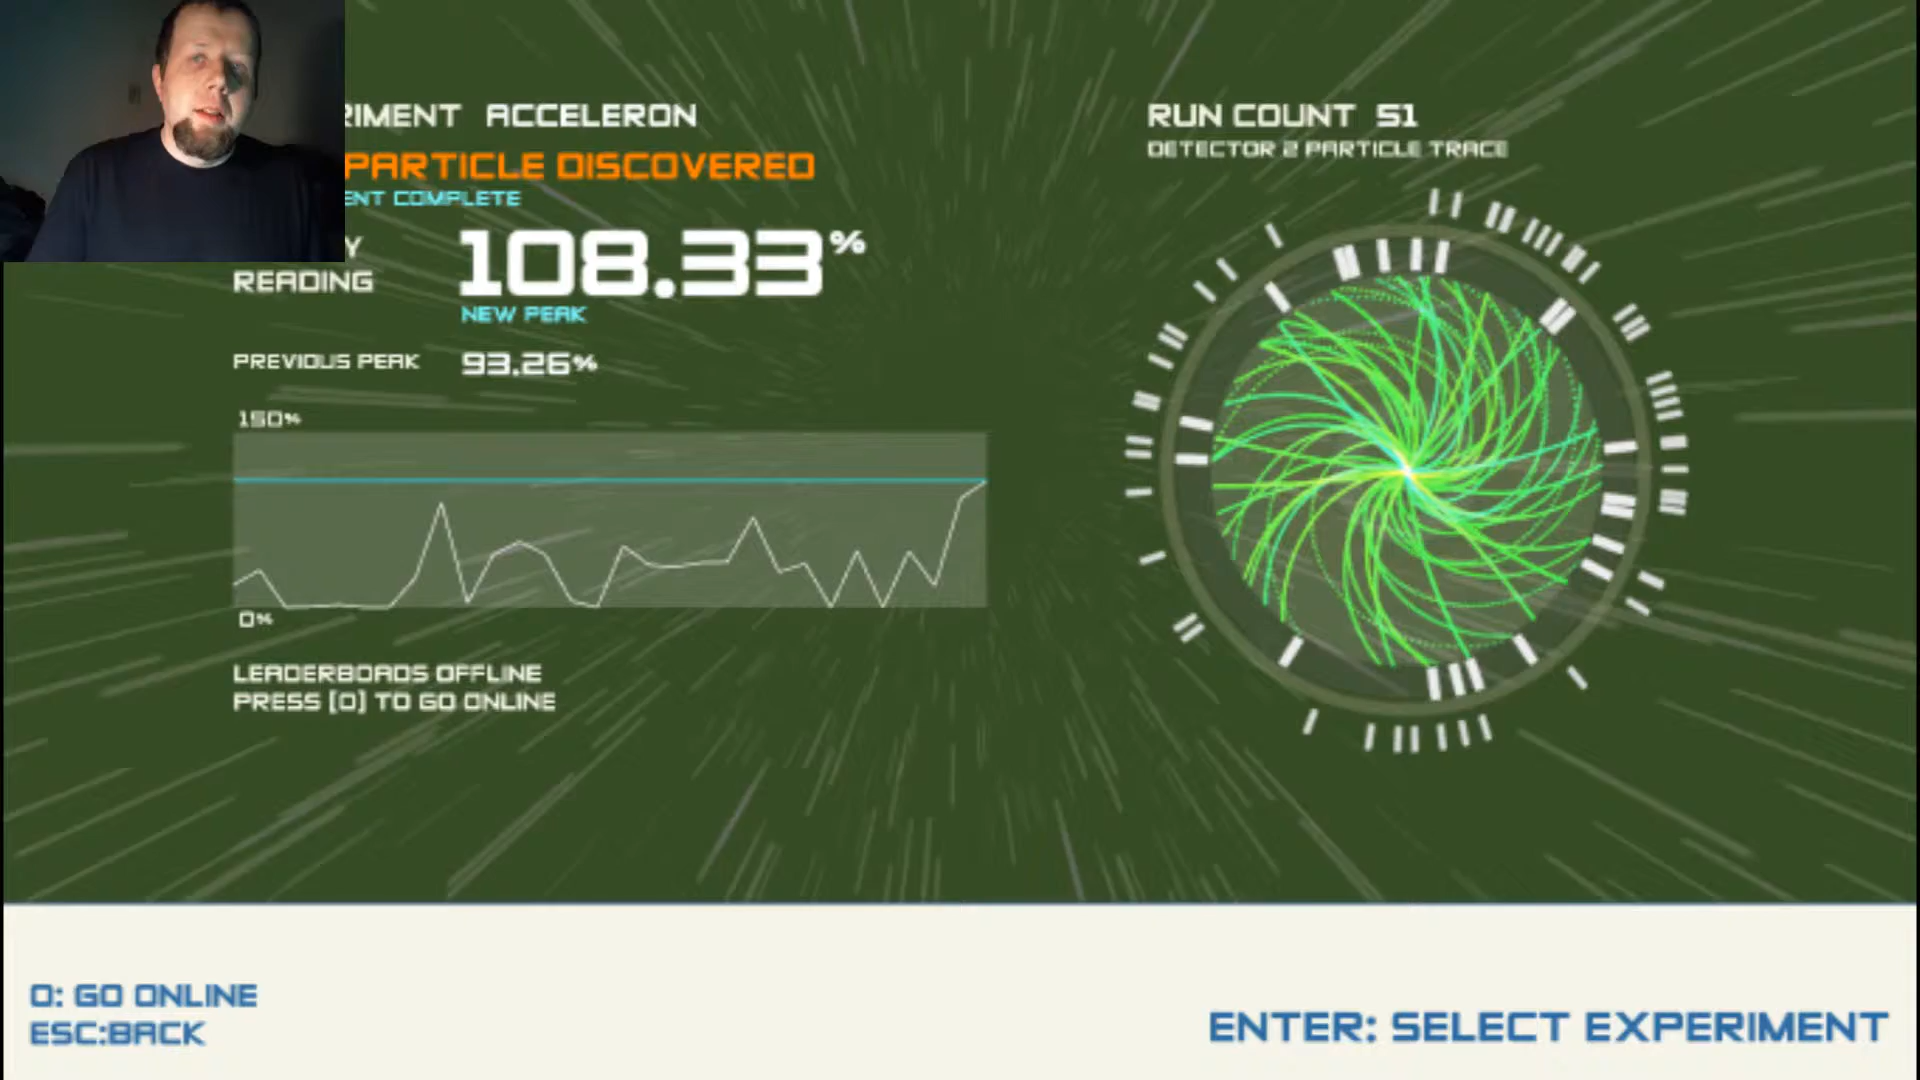 RIMENT ACCELERON
PARTICLE DISCOVERED
ENT COMPLETE
Y
READING
108.33%
NEW PEAK
PREVIOUS PEAK 93.26%
150%
0%
LEADERBOARDS OFFLINE
PRESS [O] TO GO ONLINE
RUN COUNT 51
DETECTOR 2 PARTICLE TRACE
O: GO ONLINE
ESC:BACK
ENTER: SELECT EXPERIMENT